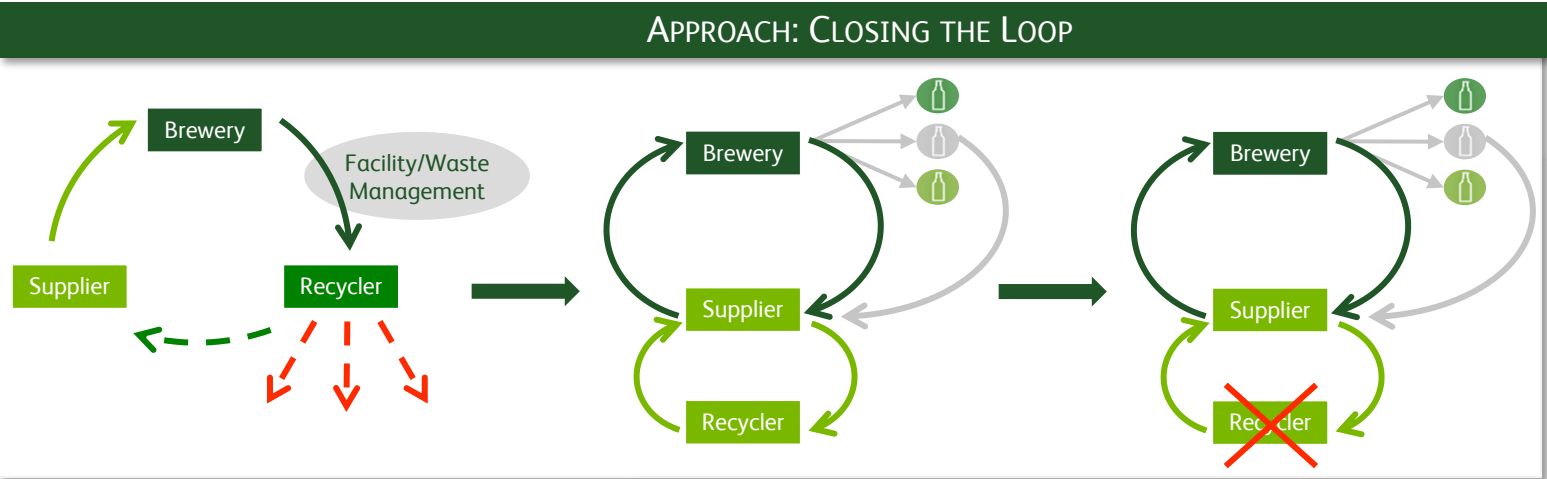 APPROACH: CLOSING THE LOOP
Brewery
Facility/Waste
Management
Supplier
Recycler
Brewery
Supplier
Recycler
Brewery
Supplier
Recycler